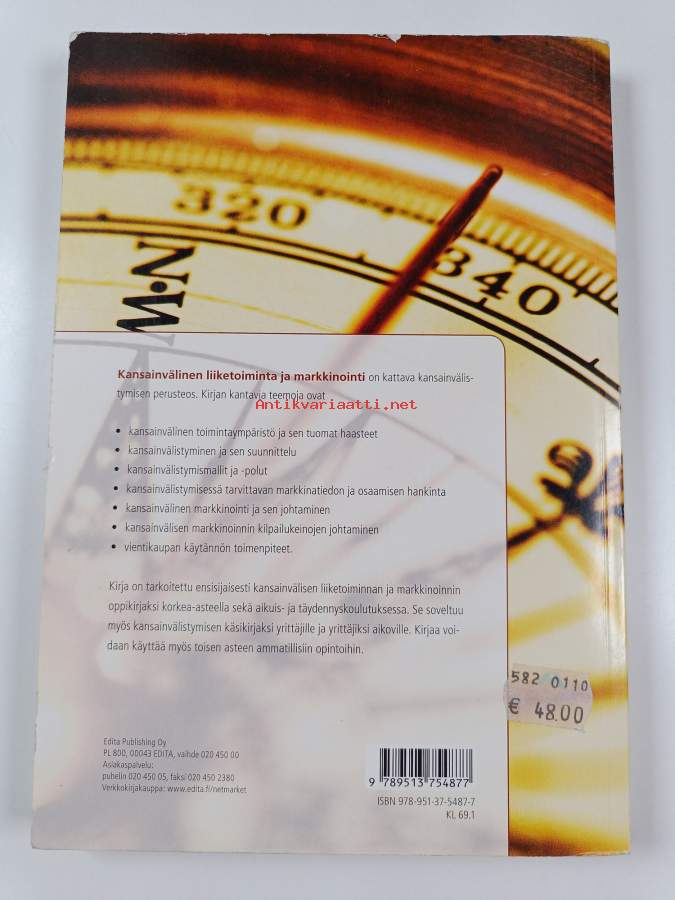 320
340
N
W
Kansainvälinen liiketoiminta ja markkinointi on kattava kansainvälis-
tymisen perusteos. Kirjan kantavia teemoja ovat
Antikvariaatti.net
• kansainvälinen toimintaympäristö ja sen tuomat haasteet
• kansainvälistyminen ja sen suunnittelu
• kansainvälistymismallit ja -polut
• kansainvälistymisessä tarvittavan markkinatiedon ja osaamisen hankinta
• kansainvälinen markkinointi ja sen johtaminen
• kansainvälisen markkinoinnin kilpailukeinojen johtaminen
• vientikaupan käytännön toimenpiteet.
Kirja on tarkoitettu ensisijaisesti kansainvälisen liiketoiminnan ja markkinoinnin
oppikirjaksi korkea-asteella sekä aikuis- ja täydennyskoulutuksessa. Se soveltuu
myös kansainvälistymisen käsikirjaksi yrittäjille ja yrittäjiksi aikoville. Kirjaa voi-
daan käyttää myös toisen asteen ammatillisiin opintoihin.
582 0110
€ 48.00
Edita Publishing Oy
PL 800, 00043 EDITA, vaihde 020 450 00
Asiakaspalvelu:
puhelin 020 450 05, faksi 020 450 2380
Verkkokirjakauppa: www.edita.fi/netmarket
9 789513 754877
ISBN 978-951-37-5487-7
KL 69.1